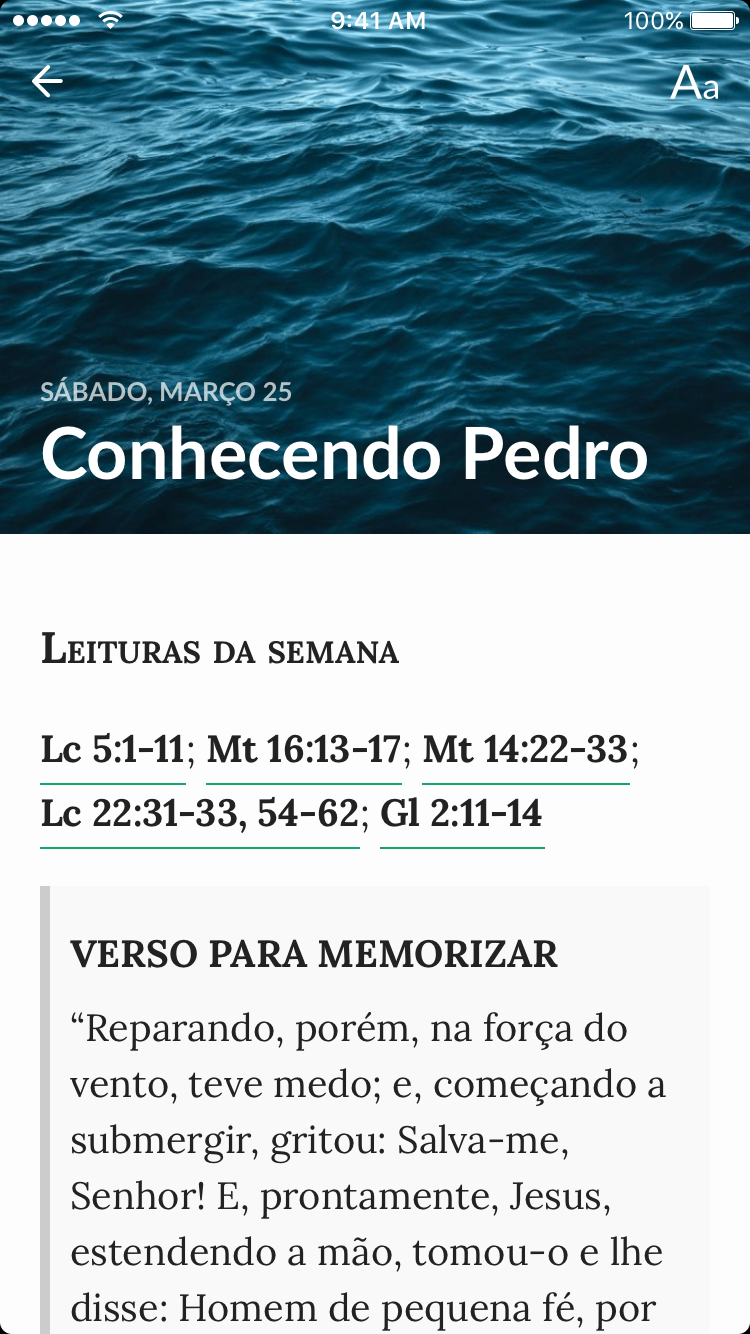 9:41 AM 100%
Aa
SÁBADO, MARÇO 25
Conhecendo Pedro
Leituras da semana
Lc 5:1-11; Mt 16:13-17; Mt 14:22-33;
Lc 22:31-33, 54-62; Gl 2:11-14
VERSO PARA MEMORIZAR
“Reparando, porém, na força do
vento, teve medo; e, começando a
submergir, gritou: Salva-me,
Senhor! E, prontamente, Jesus,
estendendo a mão, tomou-o e lhe
disse: Homem de pequena fé, por